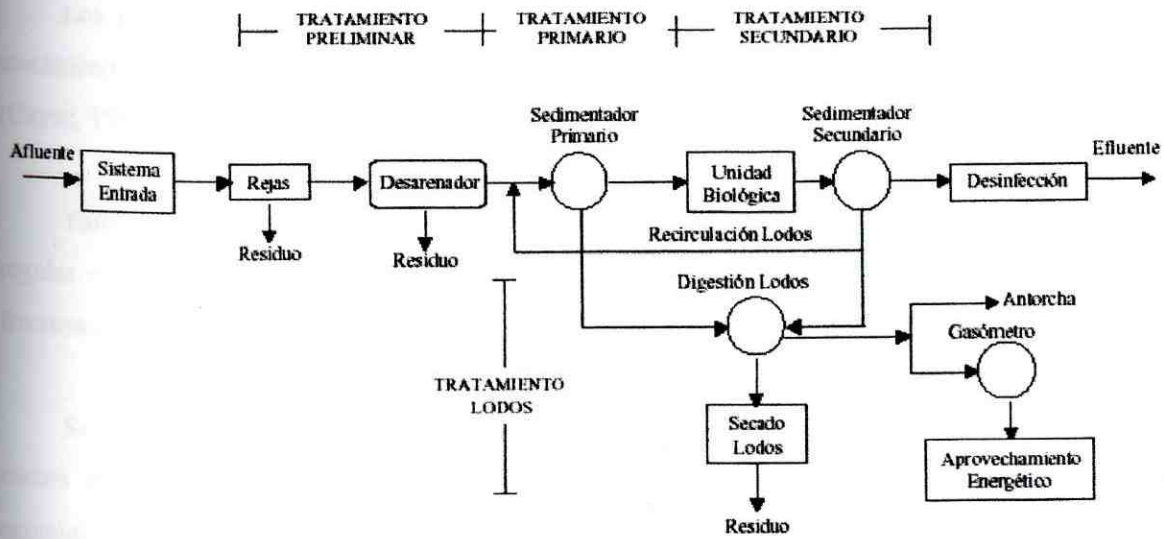 TRATAMIENTO
PRELIMINAR
TRATAMIENTO
PRIMARIO
TRATAMIENTO
SECUNDARIO
Sedimentador
Primario
Sedimentador
Secundario
Afluente
Efluente
Sistema
Entrada
Rejas
Desarenador
Unidad
Biológica
Desinfección
Recirculación Lodos
Residuo
Residuo
Digestión Lodos
Antorcha
Gasómetro
TRATAMIENTO
LODOS
Secado
Lodos
Aprovechamiento
Energético
Residuo